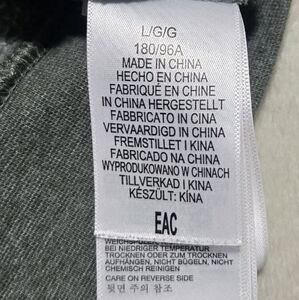 L/G/G
180/96A
MADE IN CHINA
HECHO EN CHINA
FABRIQUÉ EN CHINE
IN CHINA HERGESTELLT
FABBRICATO IN CINA
VERVAARDIGD IN CHINA
FREMSTILLET I KINA
FABRICADO NA CHINA
WYPRODUKOWANO W CHINACH
TILLVERKAD I KINA
KÉSZÜLT: KÍNA
EAC
BEI NIEDRIGER TEMPERATUR
TROCKNEN ODER ZUM TROCKNEN
AUFHÄNGEN, NICHT BÜGELN, NICHT
CHEMISCH REINIGEN
CARE ON REVERSE SIDE
뒷면 주의 참조